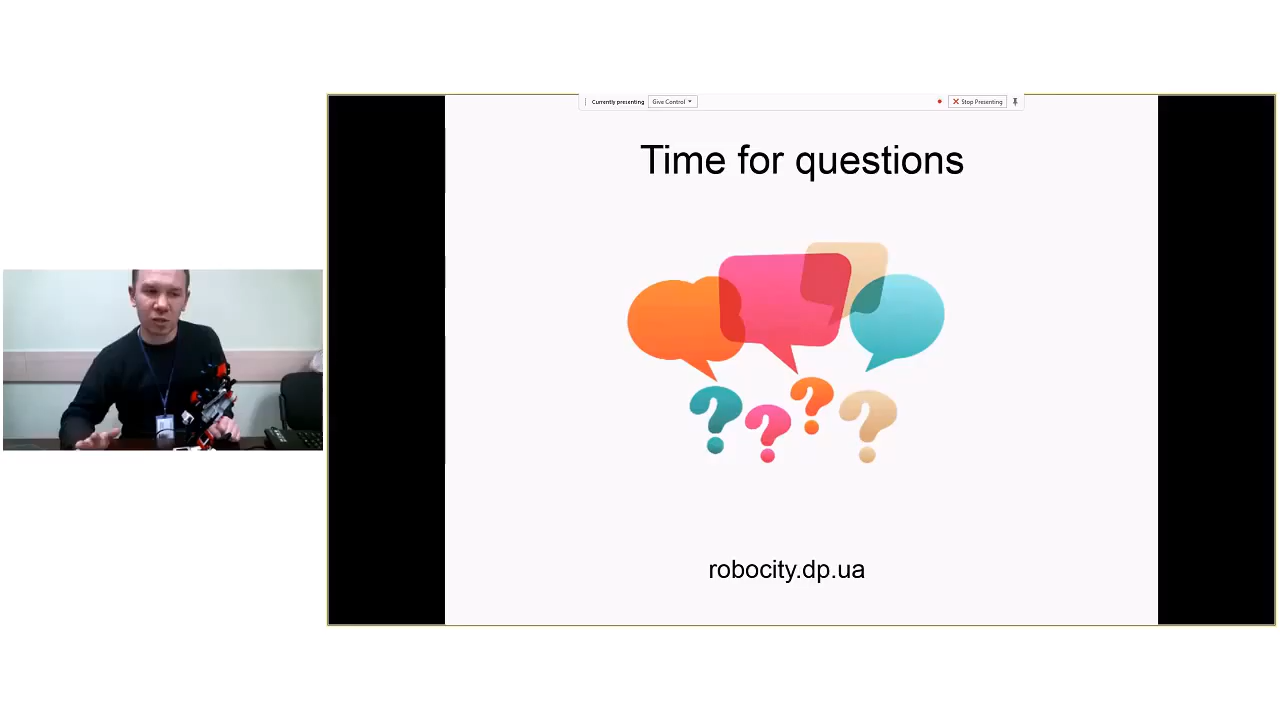 Currently presenting
Give Control
Stop Presenting
Time for questions
robocity.dp.ua